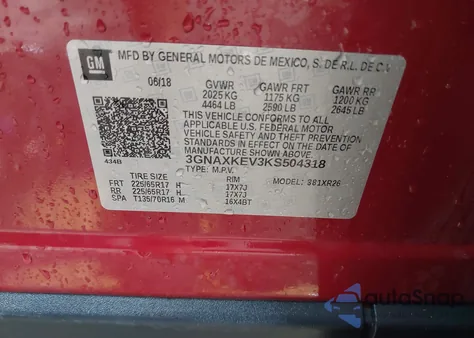 GM
MFD BY GENERAL MOTORS DE MEXICO, S. DE R.L. DE C.V.
06/18 GVWR GAWR FRT GAWR RR
2025 KG 1175 KG 1200 KG
4464 LB 2590 LB 2645 LB
THIS VEHICLE CONFORMS TO ALL
APPLICABLE U.S. FEDERAL MOTOR
VEHICLE SAFETY AND THEFT PREVENTION
STANDARDS IN EFFECT ON THE DATE OF
MANUFACTURE SHOWN ABOVE.
434B 3GNAXKEV3KS504318
TYPE: M.P.V. MODEL: 381XR26
TIRE SIZE RIM
FRT 225/65R17 H 17X7J
RR 225/65R17 H 17X7J
SPA T135/70R16 M 16X4BT
autoSnap